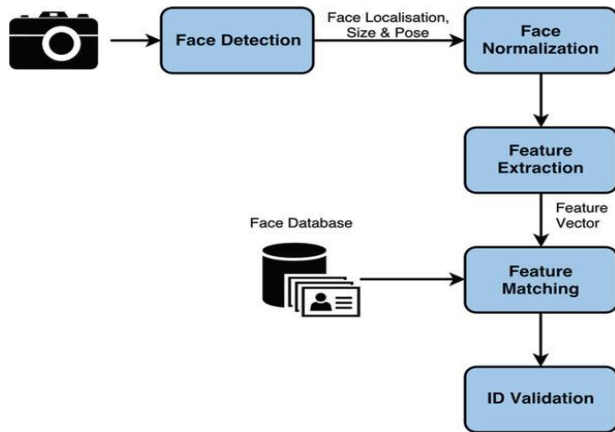 Face Detection
Face Localisation,
Size & Pose
Face
Normalization
Feature
Extraction
Feature
Vector
Face Database
Feature
Matching
ID Validation